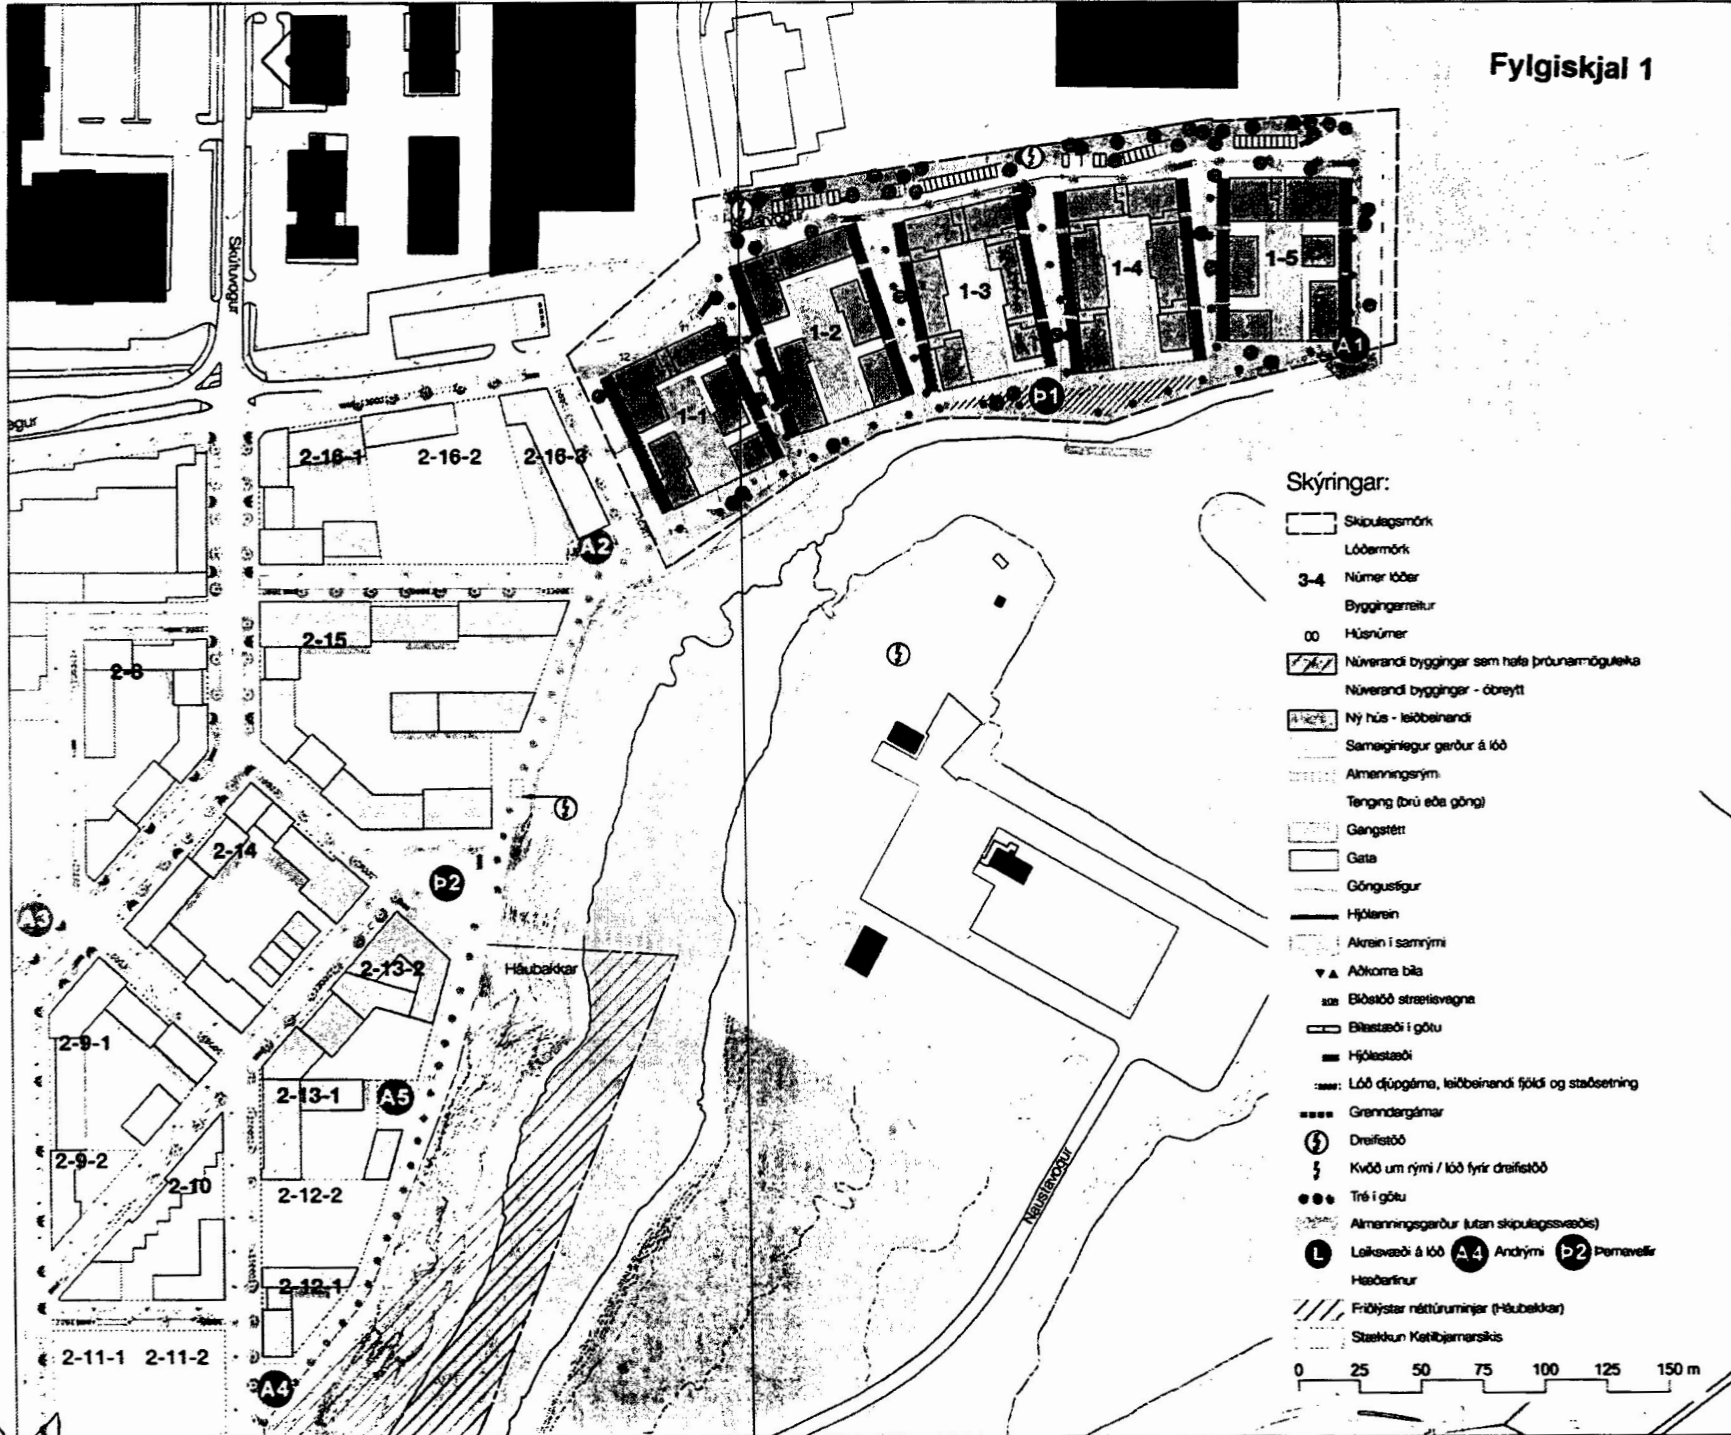 Fylgiskjal 1
Skútuvogur
1-5
1-4
1-3
1-2
1-1
12
2-16-1
2-16-2
2-16-3
A1
Þ1
A2
2-15
2-8
2-14
Þ2
A3
2-13-2
Háubakkar
2-9-1
2-13-1
A5
2-9-2
2-10
2-12-2
2-12-1
2-11-1
2-11-2
A4
Naustavogur
Skýringar:
Skipulagsmörk
Lóðarmörk
3-4 Númer lóðar
Byggingarreitur
00 Húsnúmer
Núverandi byggingar sem hafa þróunarmöguleika
Núverandi byggingar - óbreytt
Ný hús - leiðbeinandi
Sameiginlegur garður á lóð
Almenningsrými
Tenging (brú eða göng)
Gangstétt
Gata
Göngustígur
Hjólarein
Akrein í samrými
Aðkoma bíla
Biðstöð strætisvagna
Bílastæði í götu
Hjólastæði
Lóð djúpgáma, leiðbeinandi fjöldi og staðsetning
Grenndargámar
Dreifistöð
Kvöð um rými / lóð fyrir dreifistöð
Tré í götu
Almenningsgarður (utan skipulagssvæðis)
L Leiksvæði á lóð A4 Andrými Þ2 Þernavellir
Hæðarlínur
Friðlýstar náttúruminjar (Háubakkar)
Stækkun Ketilbjarnarsíkis
0 25 50 75 100 125 150 m